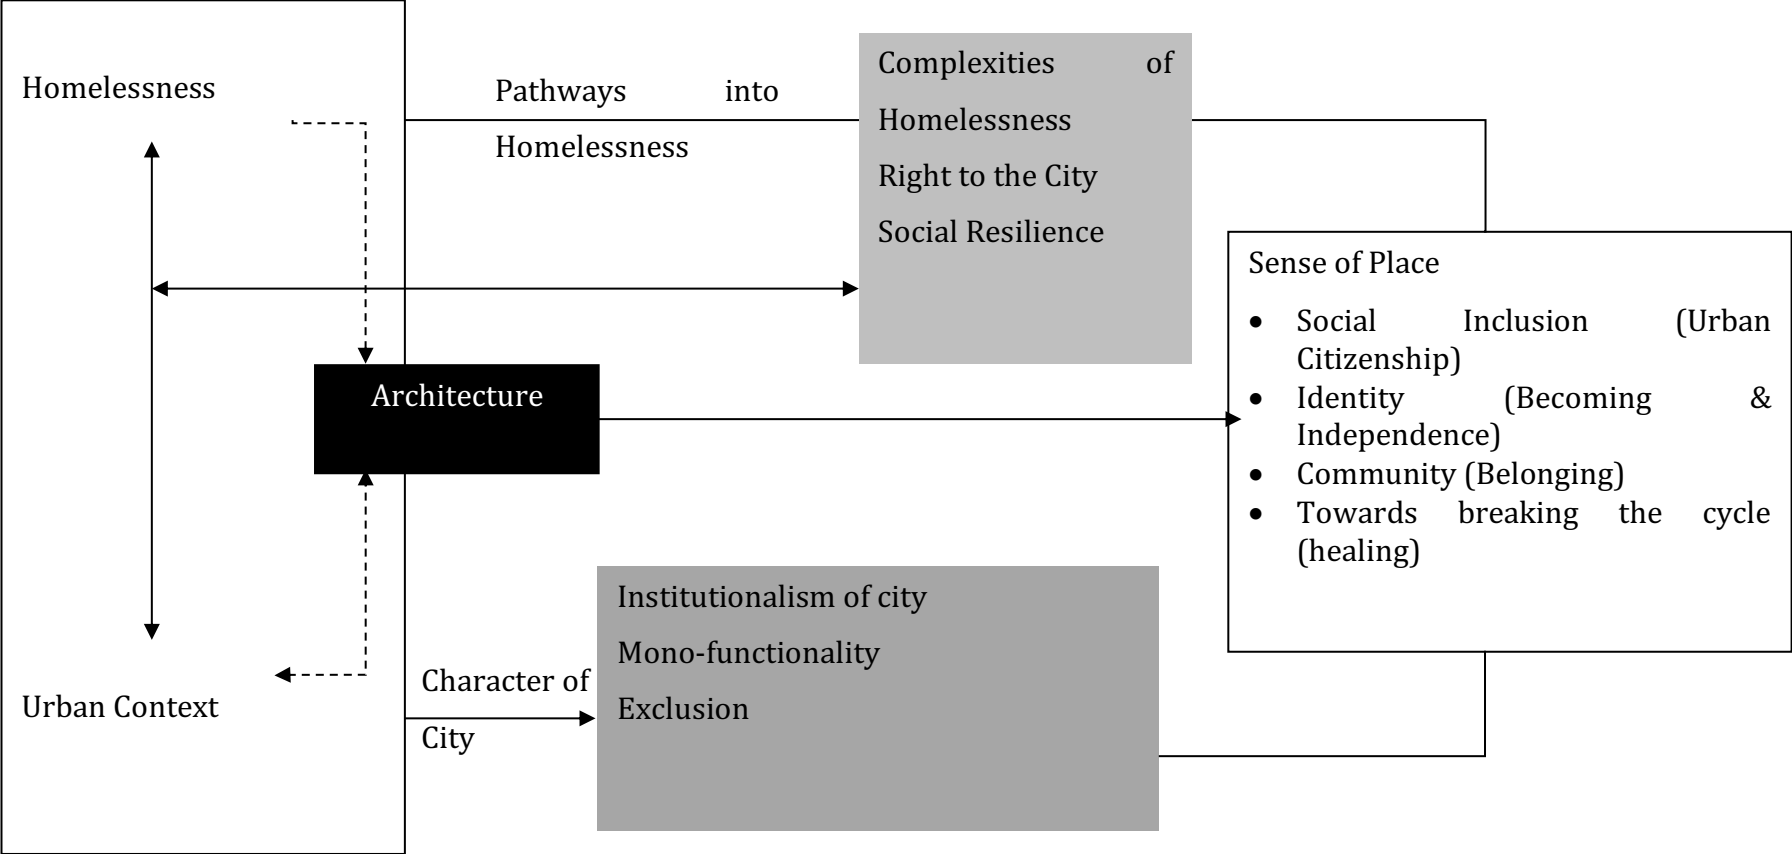 Homelessness
Pathways into
Homelessness
Complexities of
Homelessness
Right to the City
Social Resilience
Sense of Place
• Social Inclusion (Urban
Citizenship)
• Identity (Becoming &
Independence)
• Community (Belonging)
• Towards breaking the cycle
(healing)
Architecture
Institutionalism of city
Mono-functionality
Exclusion
Character of
City
Urban Context